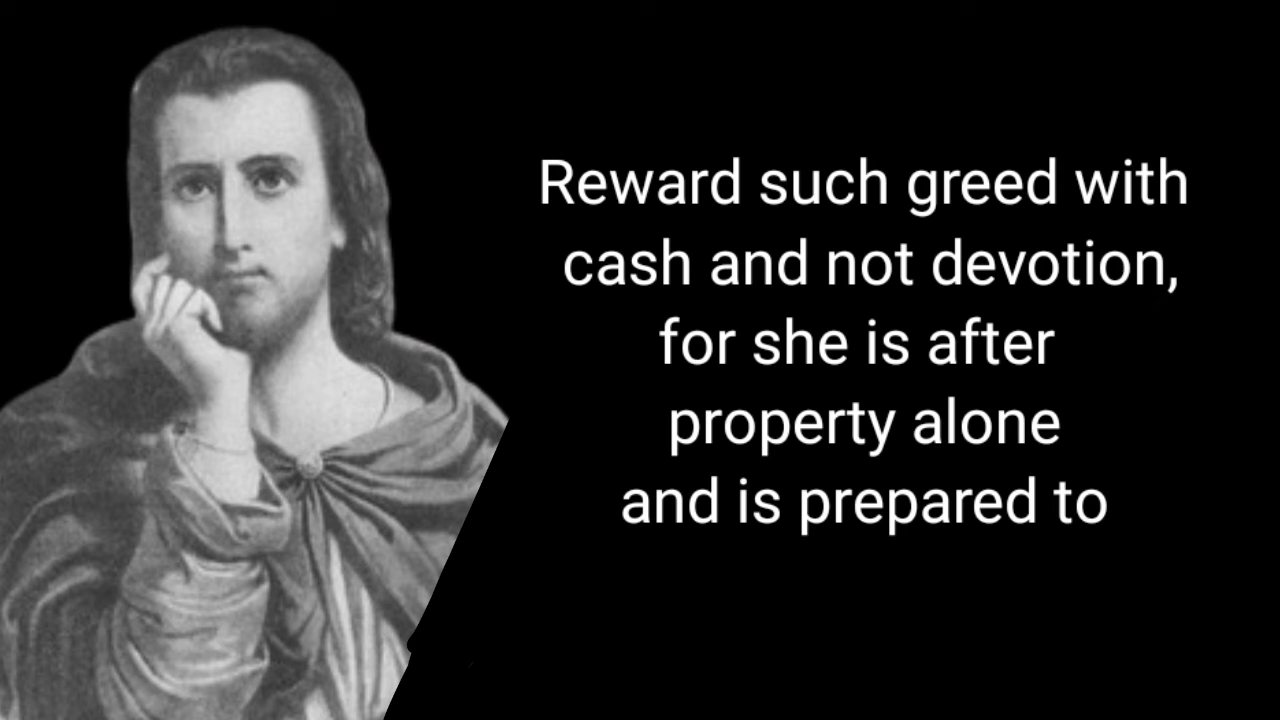 Reward such greed with
cash and not devotion,
for she is after
property alone
and is prepared to